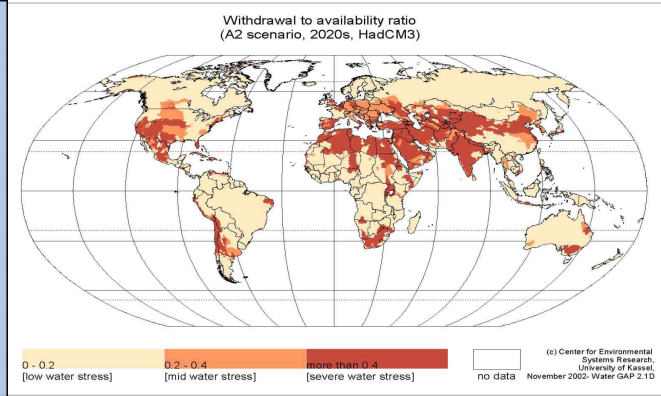 Withdrawal to availability ratio
(A2 scenario, 2020s, HadCM3)
0 - 0.2
[low water stress]
0.2 - 0.4
[mid water stress]
more than 0.4
[severe water stress]
no data
(c) Center for Environmental
Systems Research,
University of Kassel,
November 2002- Water GAP 2.1D